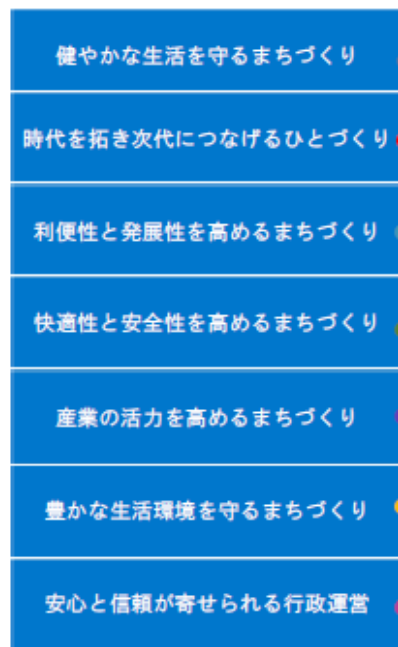 健やかな生活を守るまちづくり
時代を拓き次代につなげるひとづくり
利便性と発展性を高めるまちづくり
快適性と安全性を高めるまちづくり
産業の活力を高めるまちづくり
豊かな生活環境を守るまちづくり
安心と信頼が寄せられる行政運営